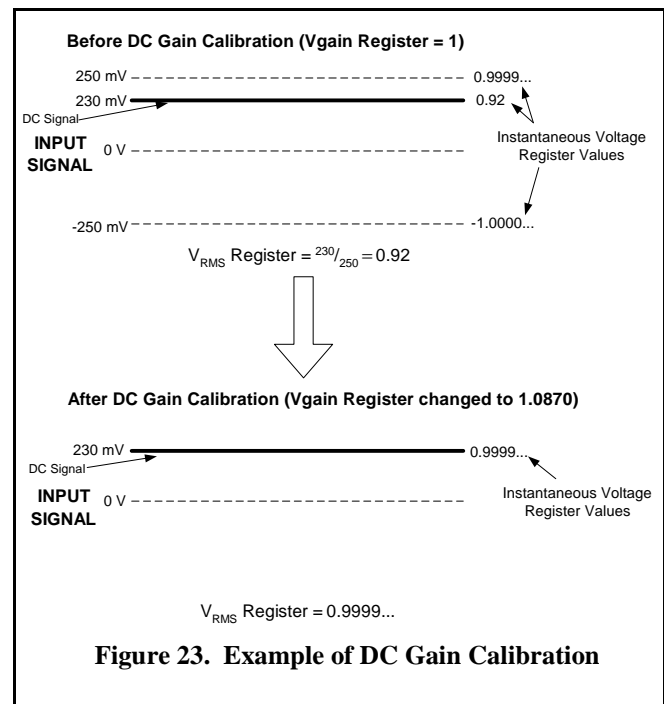 Before DC Gain Calibration (Vgain Register = 1)
250 mV
0.9999...
230 mV
0.92
DC Signal
INPUT
SIGNAL
0 V
Instantaneous Voltage
Register Values
-250 mV
-1.0000...
VRMS Register = 230/250 = 0.92
After DC Gain Calibration (Vgain Register changed to 1.0870)
230 mV
0.9999...
DC Signal
INPUT
SIGNAL
0 V
Instantaneous Voltage
Register Values
VRMS Register = 0.9999...
Figure 23. Example of DC Gain Calibration